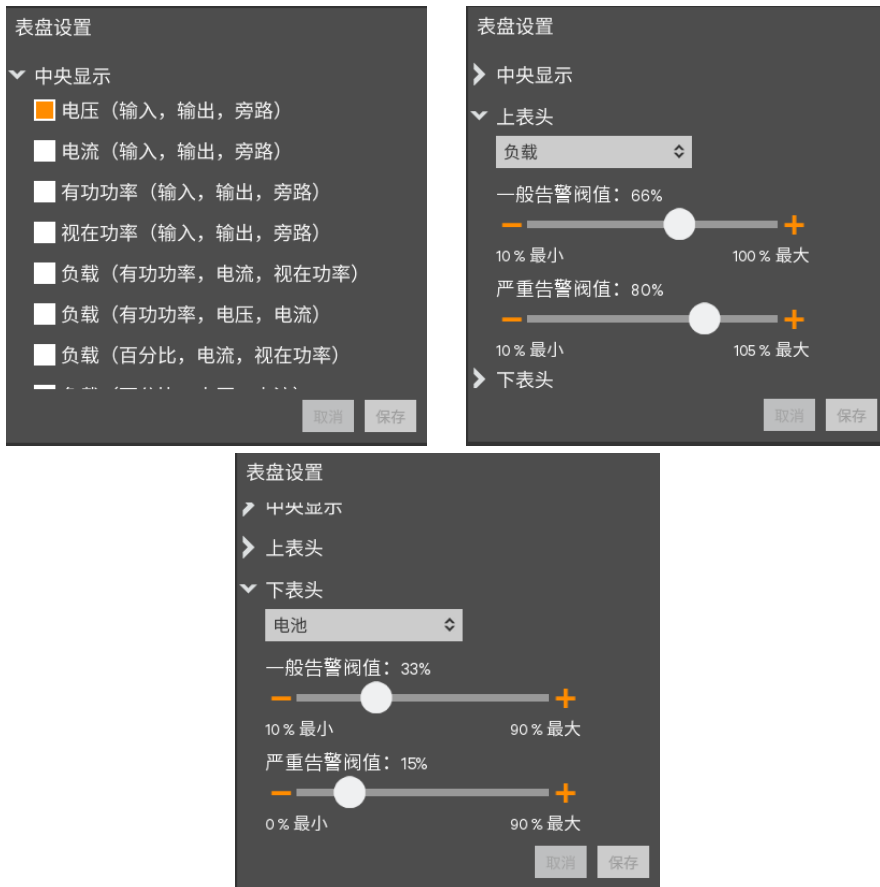 表盘设置
中央显示
电压（输入，输出，旁路）
电流（输入，输出，旁路）
有功功率（输入，输出，旁路）
视在功率（输入，输出，旁路）
负载（有功功率，电流，视在功率）
负载（有功功率，电压，电流）
负载（百分比，电流，视在功率）
取消 保存
表盘设置
中央显示
上表头
负载
一般告警阀值：66%
10 % 最小 100 % 最大
严重告警阀值：80%
10 % 最小 105 % 最大
下表头
取消 保存
表盘设置
中央显示
上表头
下表头
电池
一般告警阀值：33%
10 % 最小 90 % 最大
严重告警阀值：15%
0 % 最小 90 % 最大
取消 保存